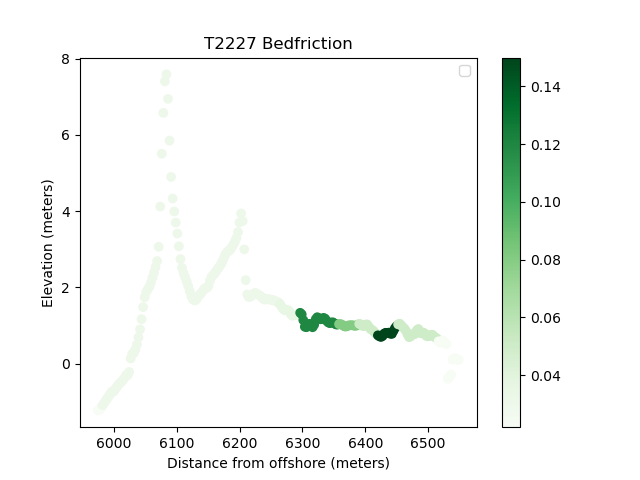 T2227 Bedfriction
8
6
4
2
0
Elevation (meters)
6000 6100 6200 6300 6400 6500
Distance from offshore (meters)
0.14
0.12
0.10
0.08
0.06
0.04